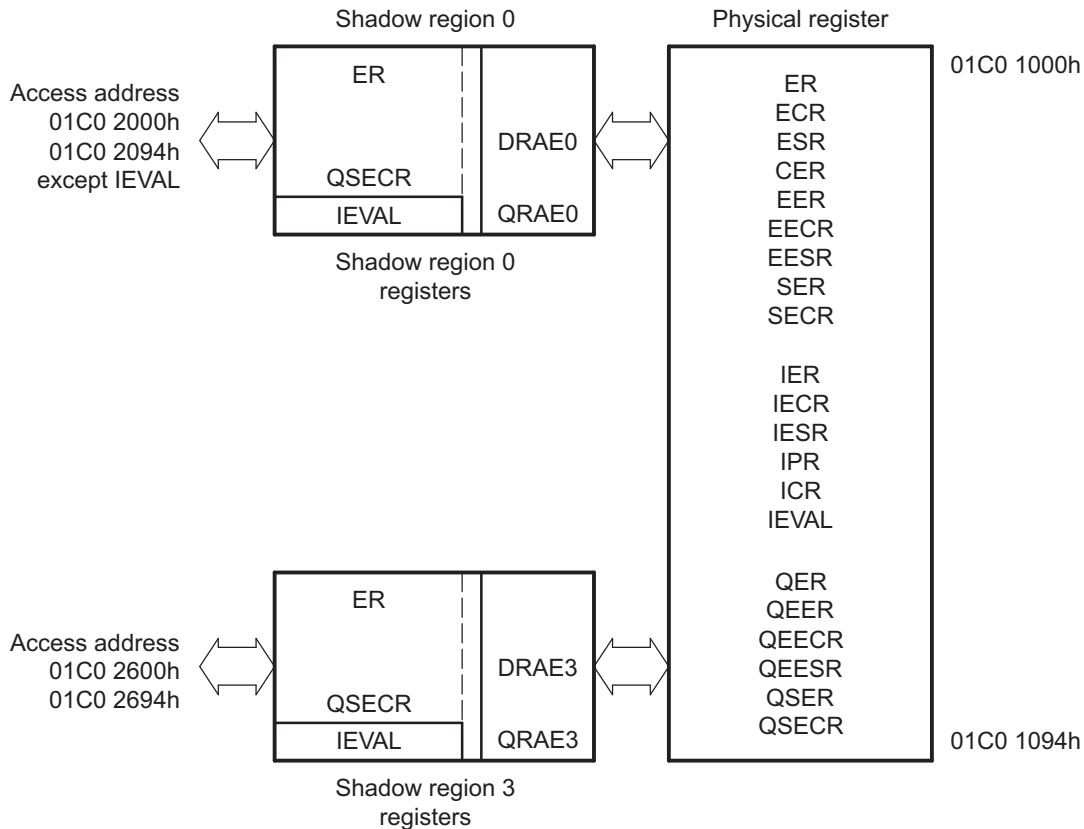 Shadow region 0
Access address
01C0 2000h
01C0 2094h
except IEVAL
ER
QSECR
IEVAL
DRAE0
QRAE0
Shadow region 0
registers
Access address
01C0 2600h
01C0 2694h
ER
QSECR
IEVAL
DRAE3
QRAE3
Shadow region 3
registers
Physical register
01C0 1000h
ER
ECR
ESR
CER
EER
EECR
EESR
SER
SECR
IER
IECR
IESR
IPR
ICR
IEVAL
QER
QEER
QEECR
QEESR
QSER
QSECR
01C0 1094h